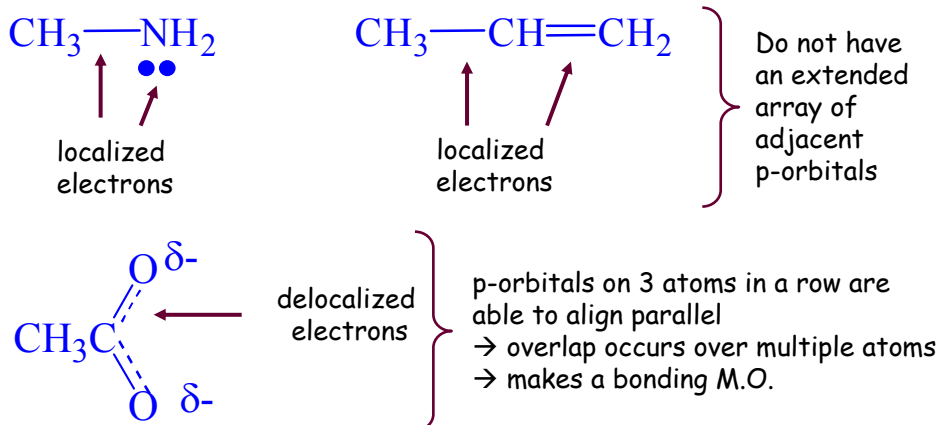 CH₃—NH₂
CH₃—CH=CH₂
localized
electrons
localized
electrons
Do not have
an extended
array of
adjacent
p-orbitals
O δ-
CH₃C
O δ-
delocalized
electrons
p-orbitals on 3 atoms in a row are
able to align parallel
→ overlap occurs over multiple atoms
→ makes a bonding M.O.